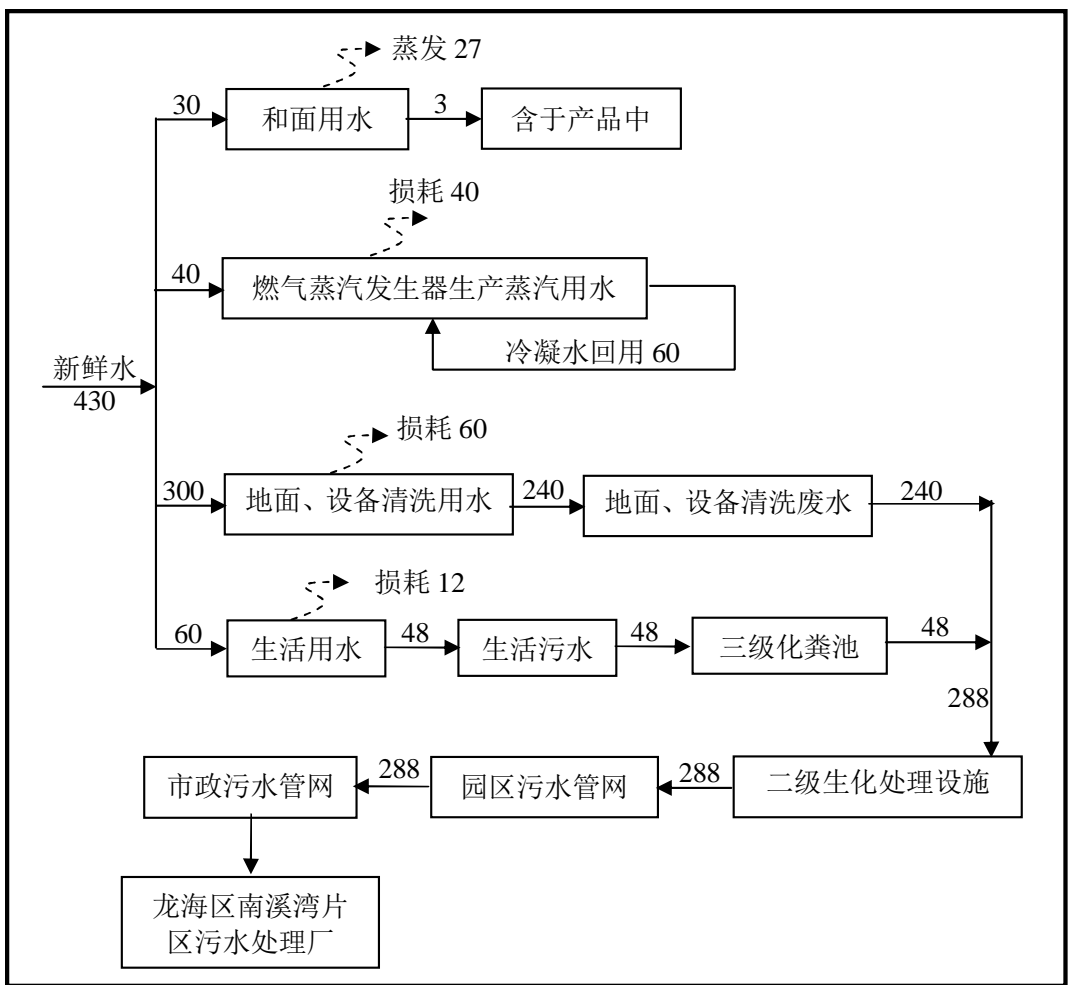 蒸发 27
30
和面用水
3
含于产品中
损耗 40
40
燃气蒸汽发生器生产蒸汽用水
冷凝水回用 60
新鲜水
430
损耗 60
300
地面、设备清洗用水
240
地面、设备清洗废水
240
损耗 12
60
生活用水
48
生活污水
48
三级化粪池
48
288
市政污水管网
288
园区污水管网
288
二级生化处理设施
龙海区南溪湾片
区污水处理厂